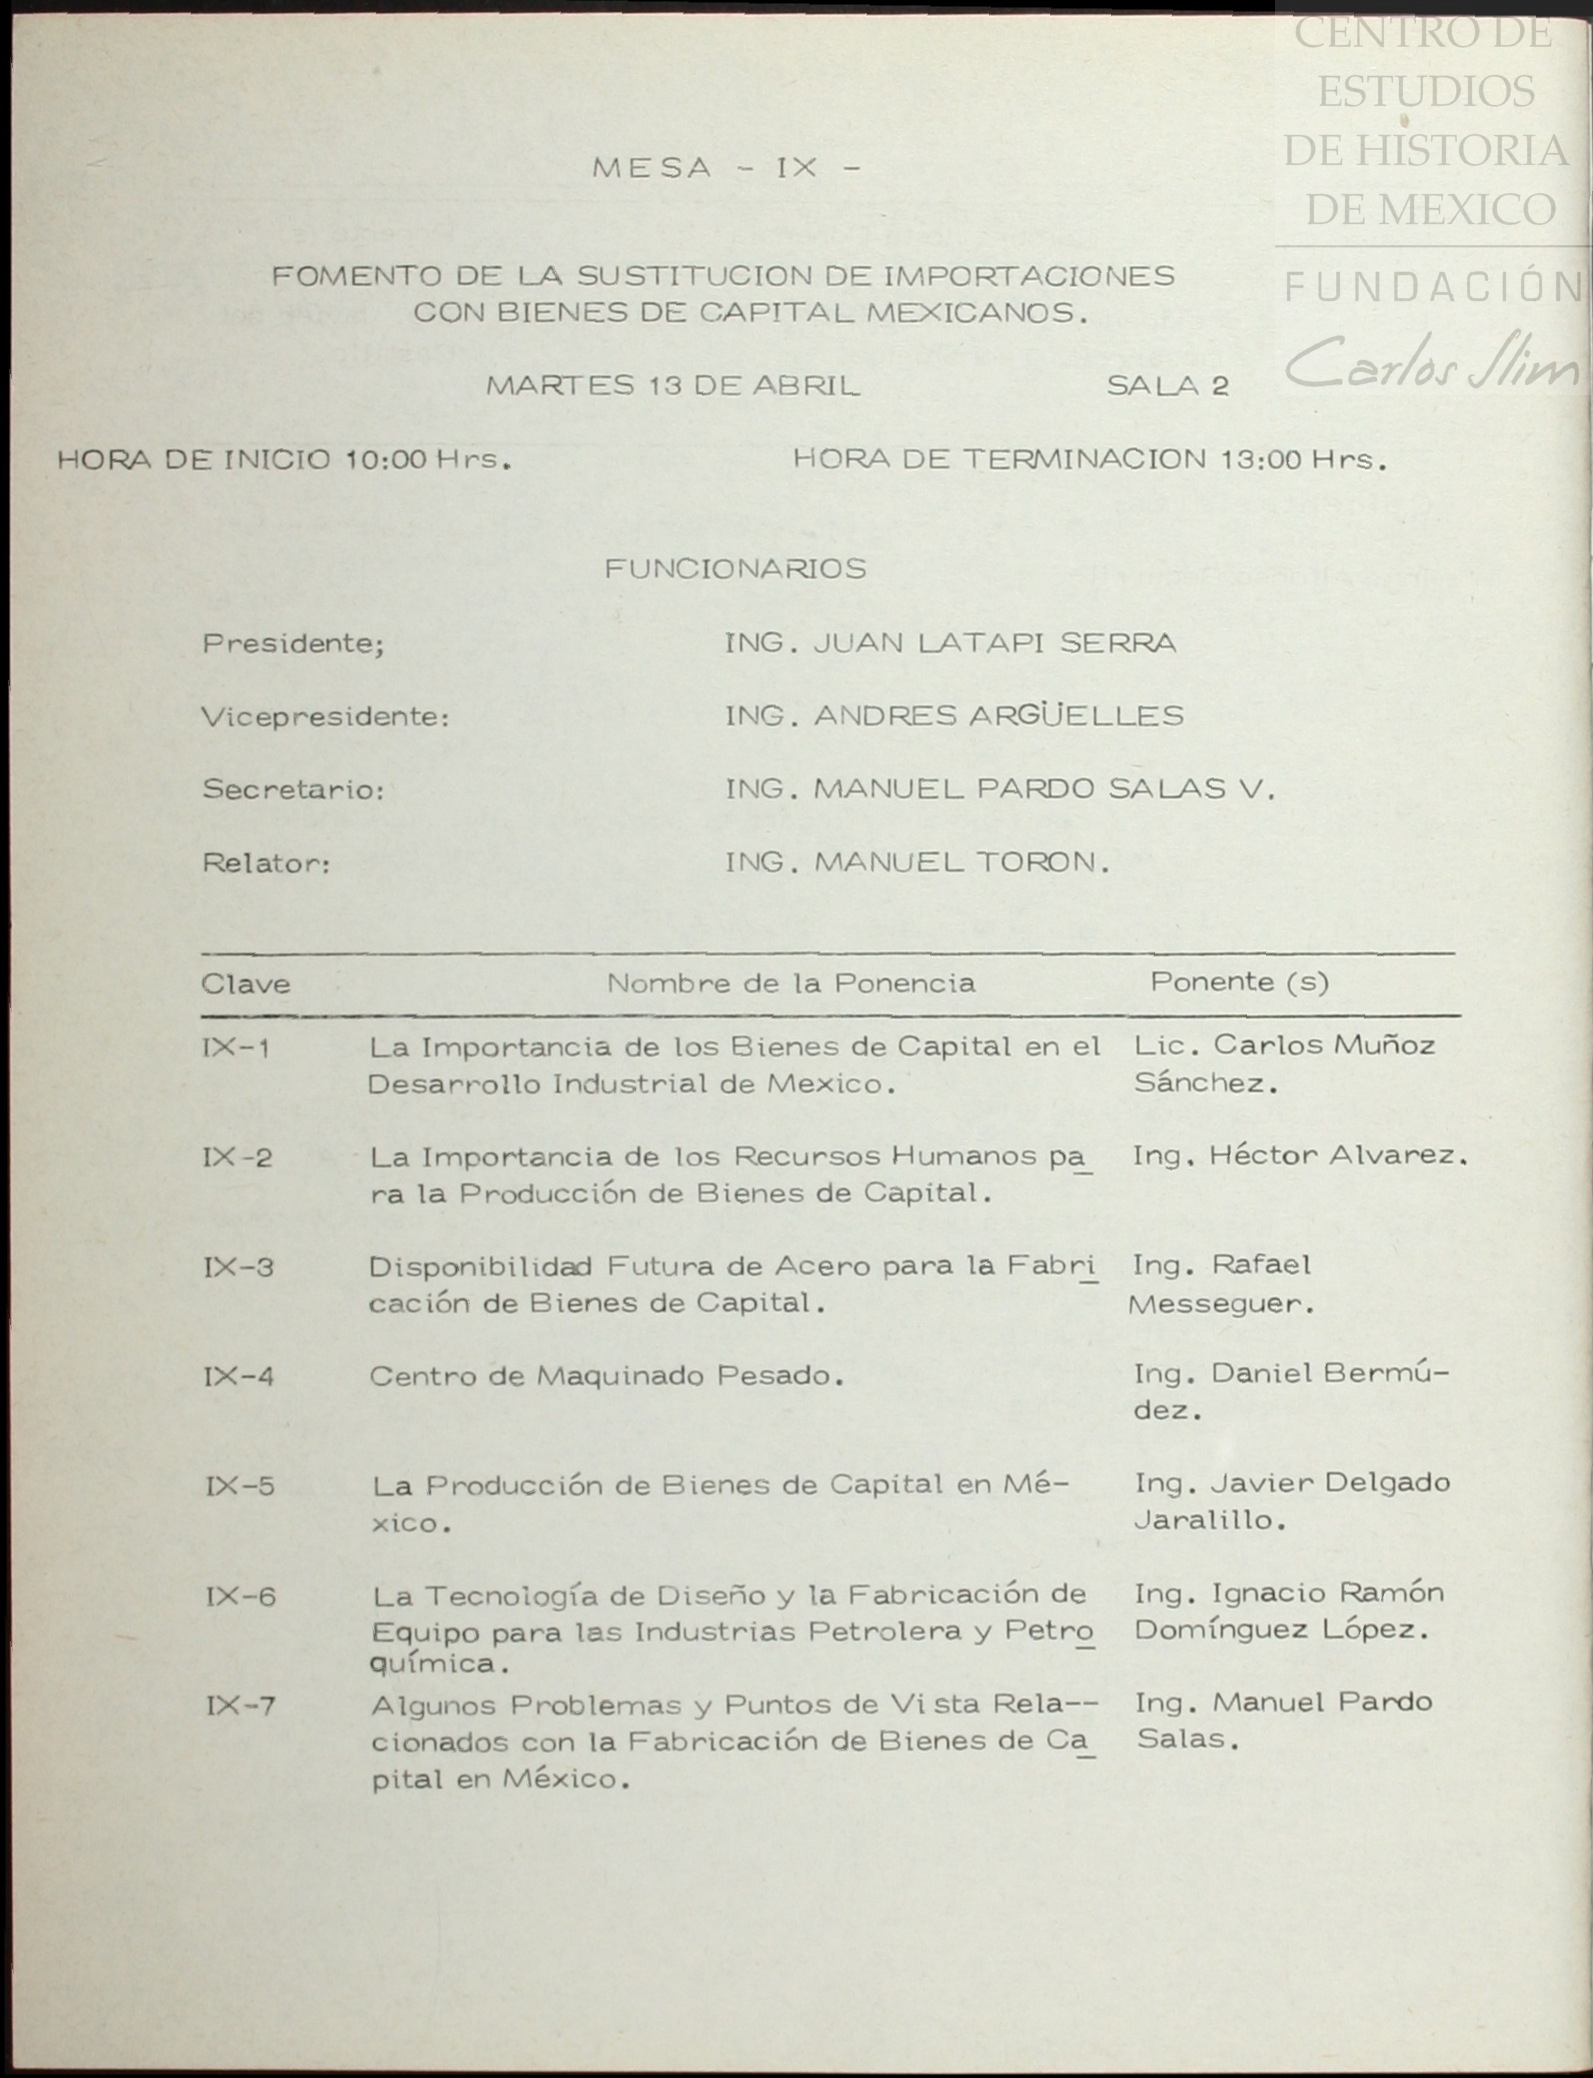 CENTRO DE
ESTUDIOS
DE HISTORIA
DE MEXICO
FUNDACIÓN
Carlos Slim
MESA - IX -
FOMENTO DE LA SUSTITUCION DE IMPORTACIONES
CON BIENES DE CAPITAL MEXICANOS.
MARTES 13 DE ABRIL SALA 2
HORA DE INICIO 10:00 Hrs. HORA DE TERMINACION 13:00 Hrs.
FUNCIONARIOS
Presidente; ING. JUAN LATAPI SERRA
Vicepresidente: ING. ANDRES ARGÜELLES
Secretario: ING. MANUEL PARDO SALAS V.
Relator: ING. MANUEL TORON.
Clave Nombre de la Ponencia Ponente (s)
IX-1 La Importancia de los Bienes de Capital en el Lic. Carlos Muñoz
Desarrollo Industrial de Mexico. Sánchez.
IX-2 La Importancia de los Recursos Humanos pa Ing. Héctor Alvarez.
ra la Producción de Bienes de Capital.
IX-3 Disponibilidad Futura de Acero para la Fabri Ing. Rafael
cación de Bienes de Capital. Messeguer.
IX-4 Centro de Maquinado Pesado. Ing. Daniel Bermú-
dez.
IX-5 La Producción de Bienes de Capital en Mé- Ing. Javier Delgado
xico. Jaralillo.
IX-6 La Tecnología de Diseño y la Fabricación de Ing. Ignacio Ramón
Equipo para las Industrias Petrolera y Petro Domínguez López.
química.
IX-7 Algunos Problemas y Puntos de Vista Rela-- Ing. Manuel Pardo
cionados con la Fabricación de Bienes de Ca Salas.
pital en México.